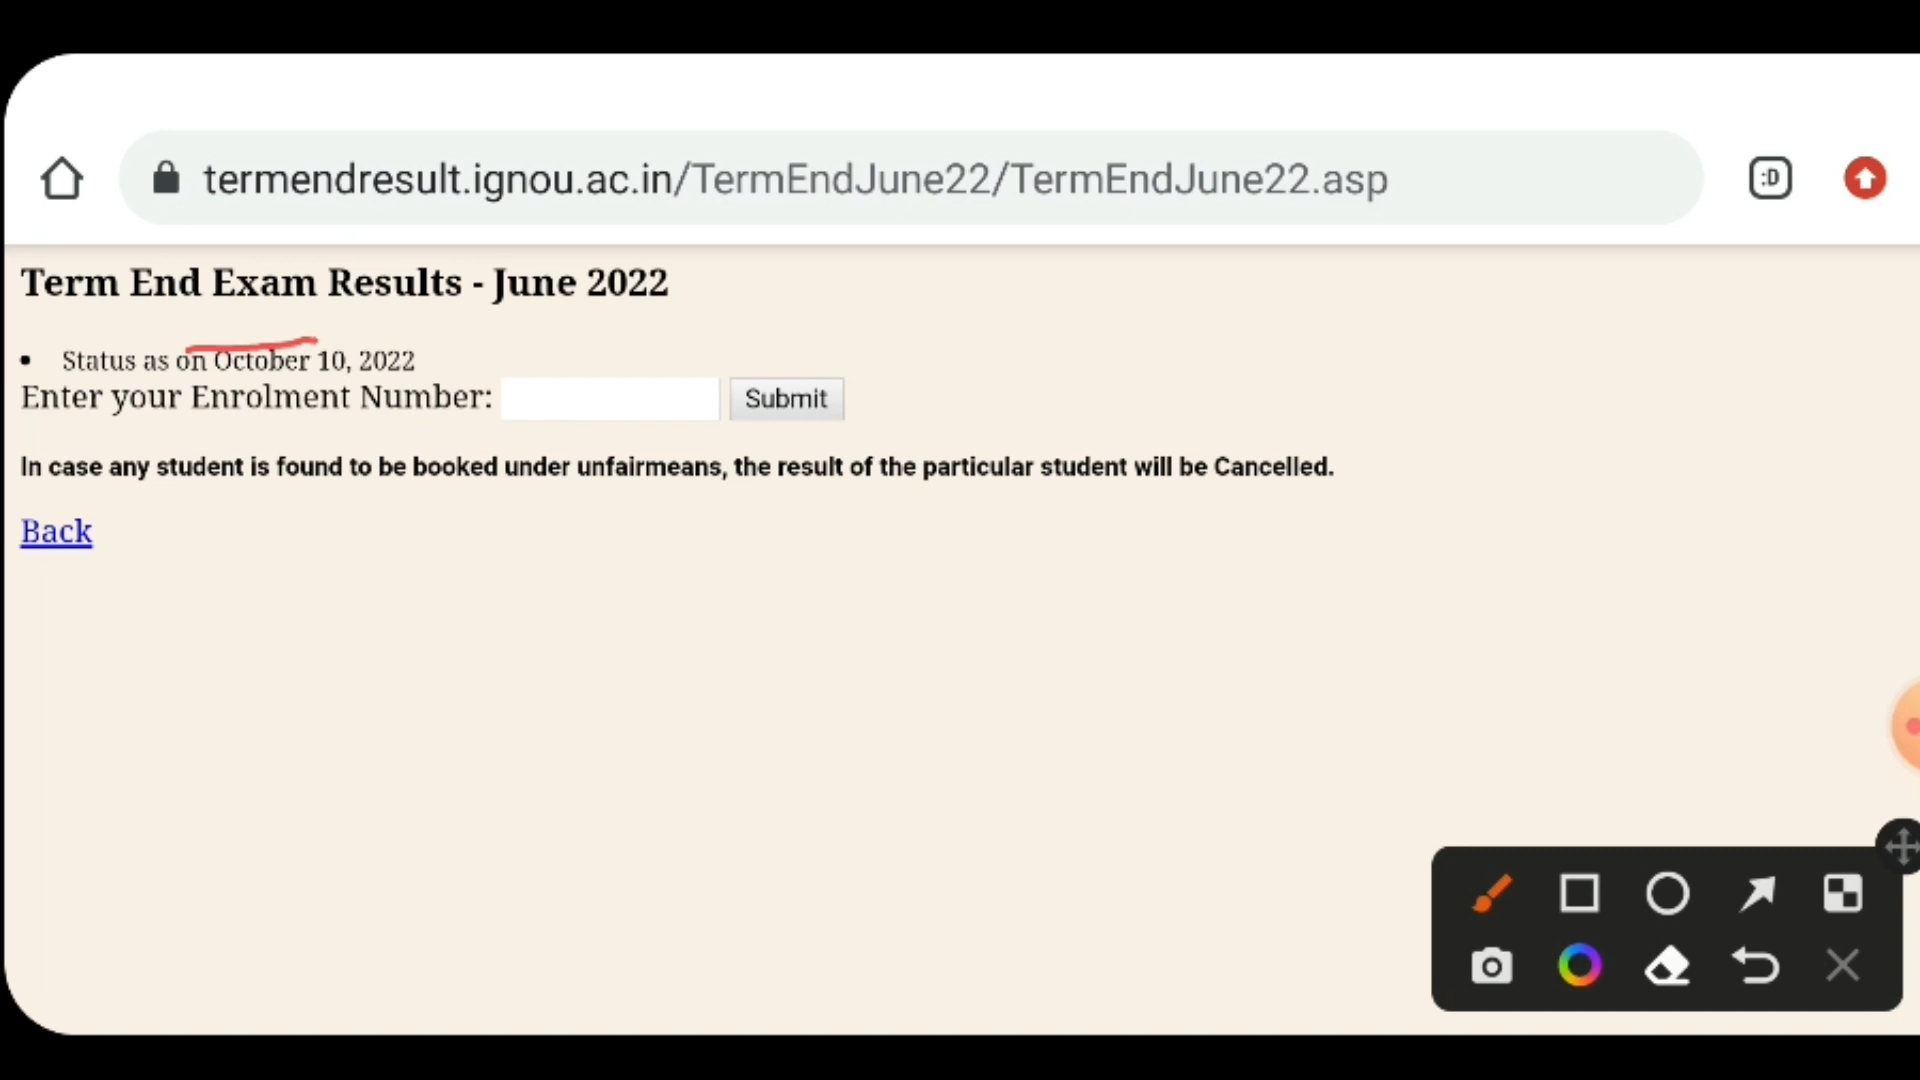 termendresult.ignou.ac.in/TermEndJune22/TermEndJune22.asp
:D
Term End Exam Results - June 2022
• Status as on October 10, 2022
Enter your Enrolment Number: Submit
In case any student is found to be booked under unfairmeans, the result of the particular student will be Cancelled.
Back